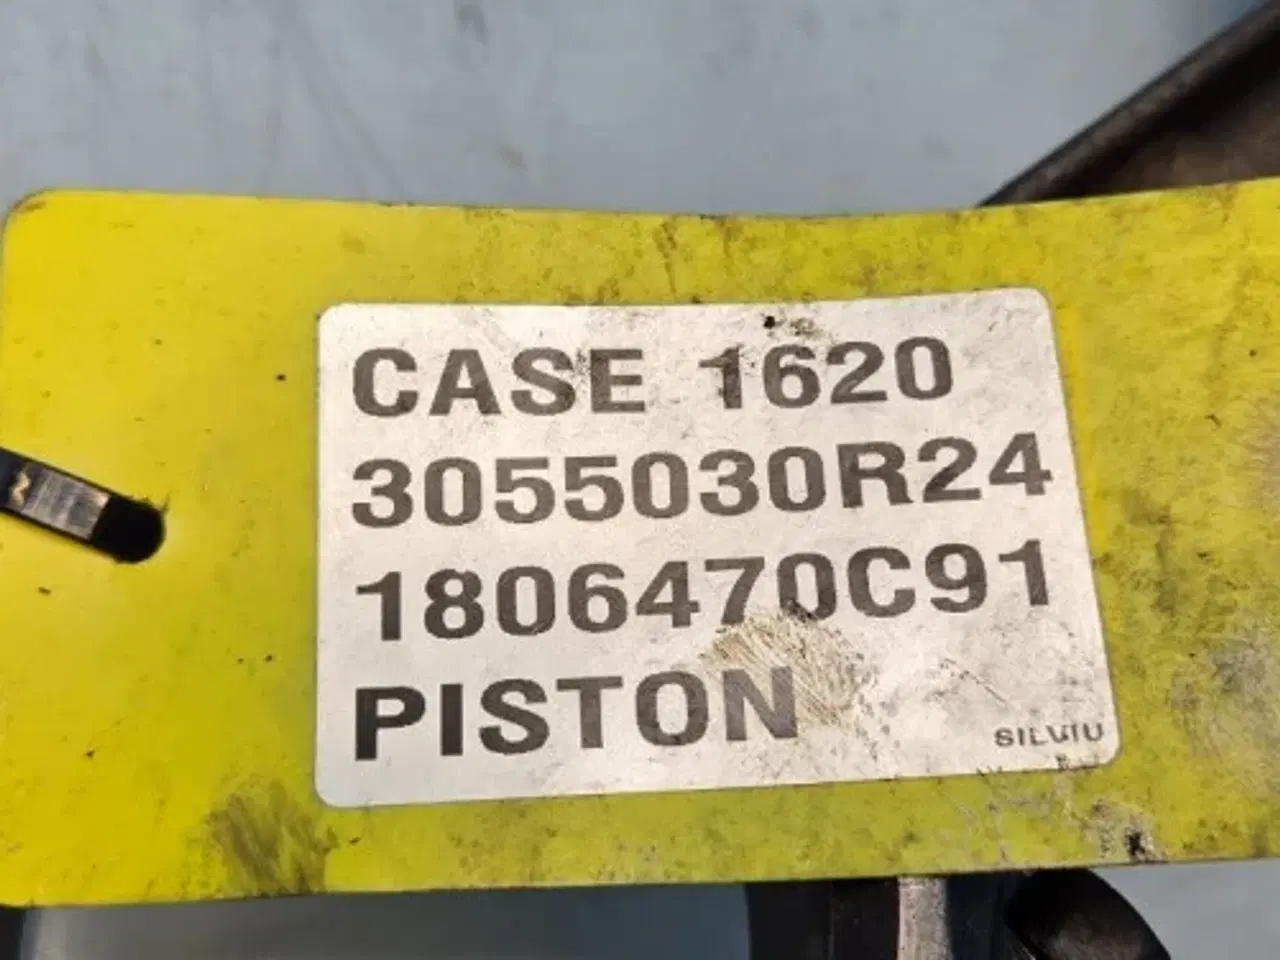 CASE 1620
3055030R24
1806470C91
PISTON
SILVIU